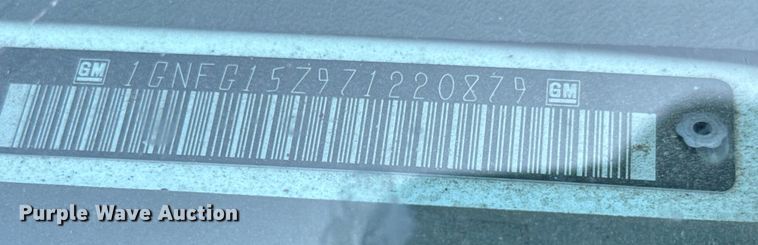 GM 1GNFG15Z971220879 GM
Purple Wave Auction